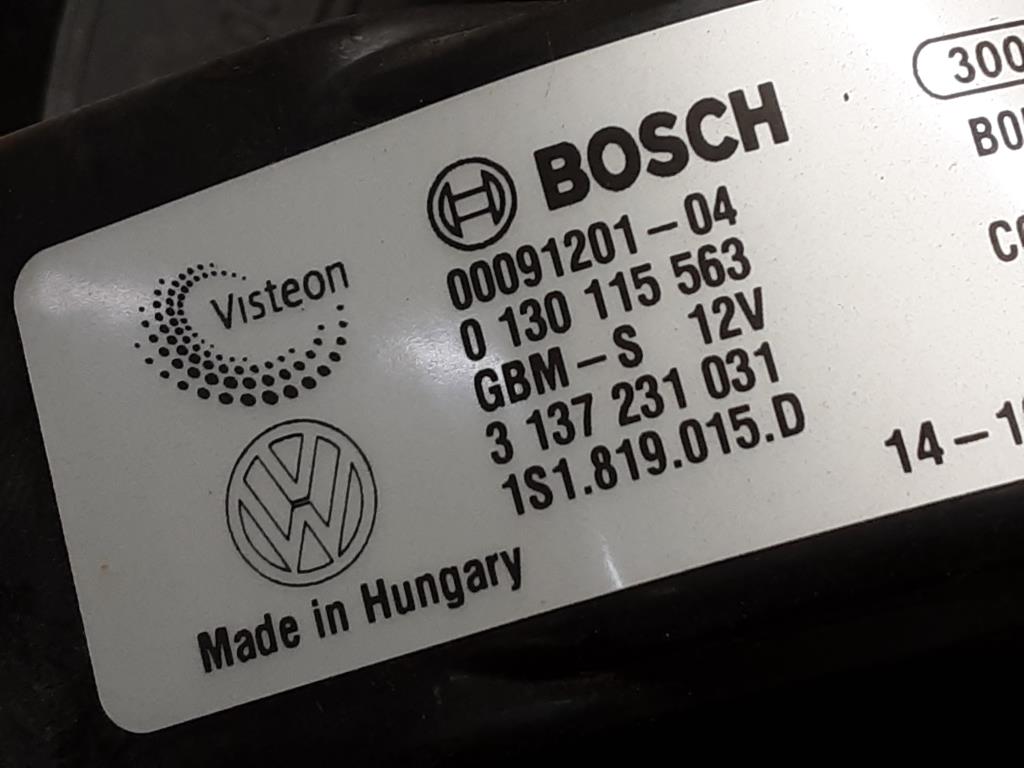 BOSCH
00091201-04
0 130 115 563
GBM-S 12V
3 137 231 031
1S1.819.015.D
Visteon
Made in Hungary
300